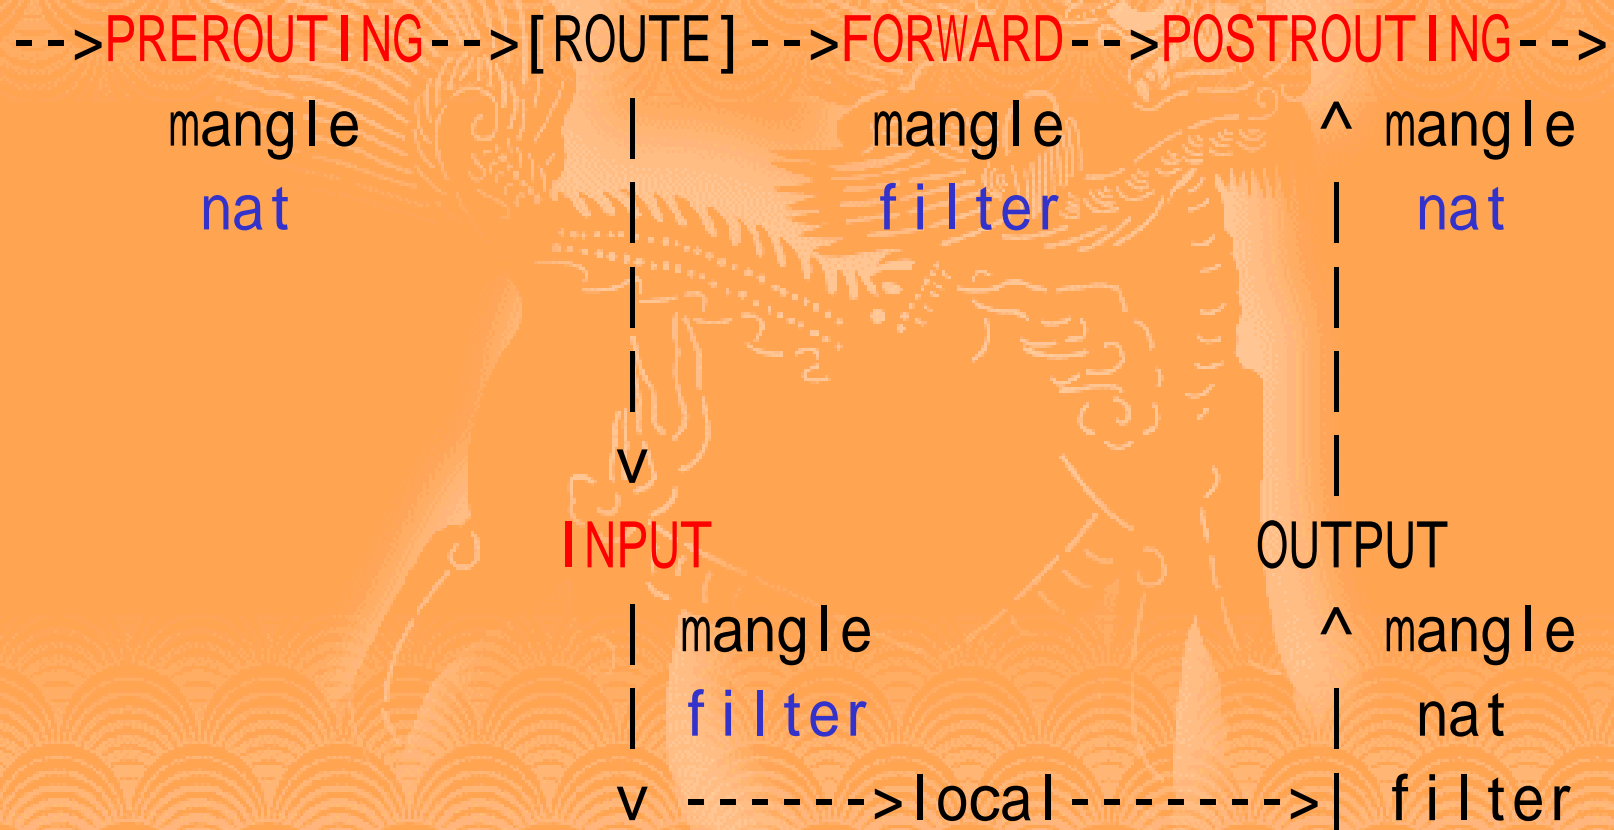 -->PREROUTING-->[ROUTE]-->FORWARD-->POSTROUTING-->
mangle | mangle ^ mangle
nat | filter | nat
| |
| |
v |
INPUT OUTPUT
| mangle ^ mangle
| filter | nat
v ------>local------->| filter